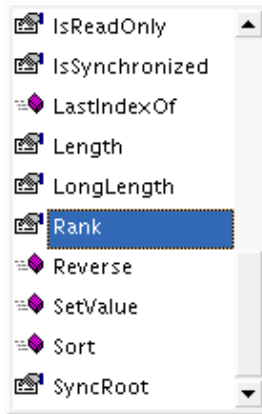 IsReadOnly
IsSynchronized
LastIndexOf
Length
LongLength
Rank
Reverse
SetValue
Sort
SyncRoot